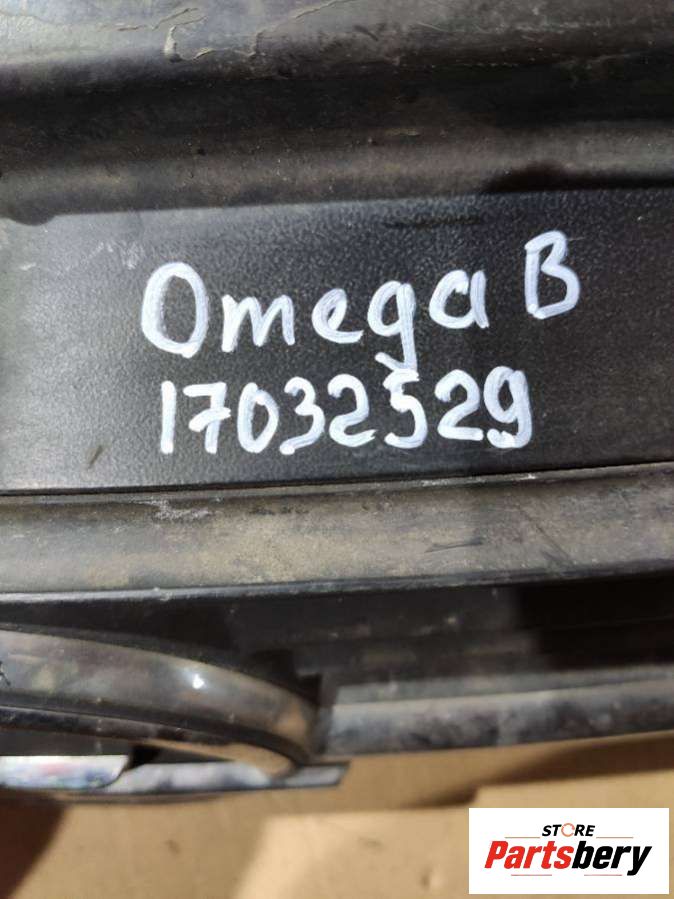 Omega B
17032529
STORE
Partsbery